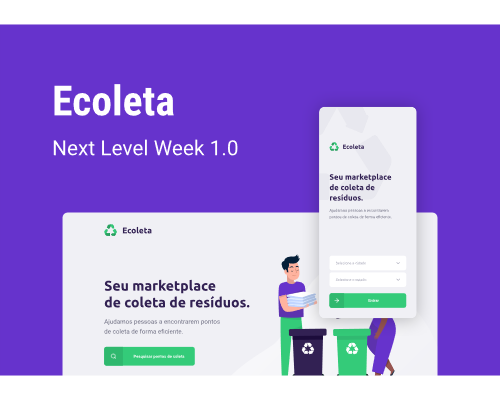 Ecoleta
Next Level Week 1.0
Ecoleta
Seu marketplace
de coleta de
resíduos.
Ajudamos pessoas a encontrarem
pontos de coleta de forma eficiente.
Selecione o estado
Selecione a cidade
Entrar
Ecoleta
Seu marketplace
de coleta de resíduos.
Ajudamos pessoas a encontrarem pontos
de coleta de forma eficiente.
Pesquisar pontos de coleta